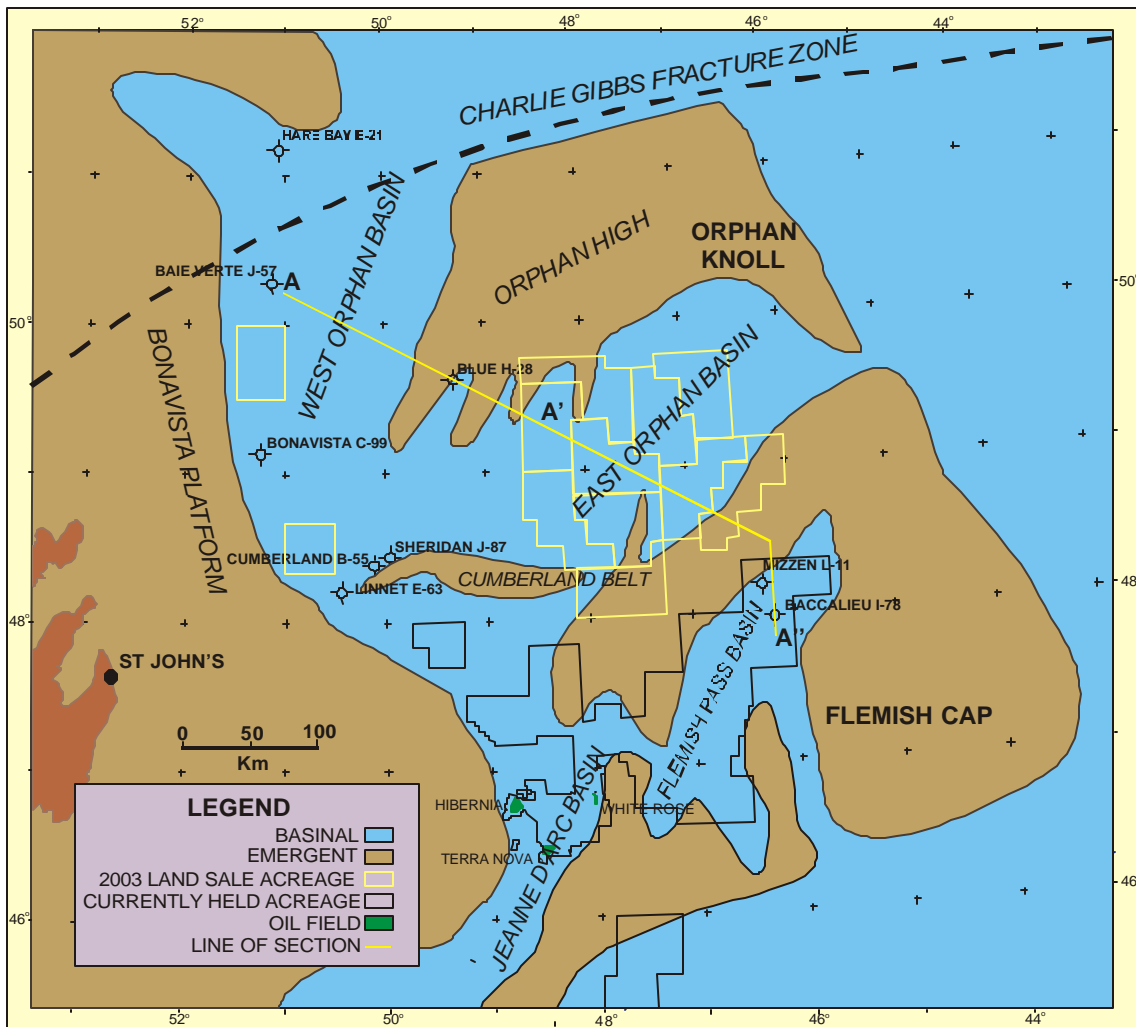 52°
50°
48°
46°
44°
CHARLIE GIBBS FRACTURE ZONE
HARE BAY E-21
WEST ORPHAN BASIN
ORPHAN HIGH
ORPHAN
KNOLL
BAIE VERTE J-57
A
50°
50°
BONAVISTA PLATFORM
BLUE H-28
A'
EAST ORPHAN BASIN
BONAVISTA C-99
SHERIDAN J-87
CUMBERLAND B-55
CUMBERLAND BELT
LINNET E-63
MIZZEN L-11
BACCALIEU I-78
A''
48°
48°
ST JOHN'S
FLEMISH PASS BASIN
FLEMISH CAP
0 50 100
Km
JEANNE D'ARC BASIN
HIBERNIA
WHITE ROSE
TERRA NOVA
LEGEND
BASINAL
EMERGENT
2003 LAND SALE ACREAGE
CURRENTLY HELD ACREAGE
OIL FIELD
LINE OF SECTION
46°
46°
52°
50°
48°
46°
44°